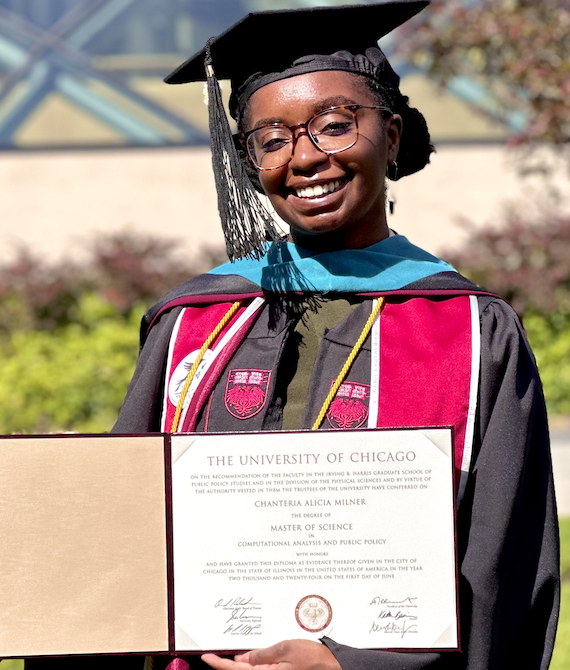 THE UNIVERSITY OF CHICAGO
ON THE RECOMMENDATION OF THE FACULTY IN THE IRVING B. HARRIS GRADUATE SCHOOL OF
PUBLIC POLICY STUDIES AND IN THE DIVISION OF THE PHYSICAL SCIENCES AND BY VIRTUE OF
THE AUTHORITY VESTED IN THEM THE TRUSTEES OF THE UNIVERSITY HAVE CONFERRED ON
CHANTERIA ALICIA MILNER
THE DEGREE OF
MASTER OF SCIENCE
IN
COMPUTATIONAL ANALYSIS AND PUBLIC POLICY
WITH HONORS
AND HAVE GRANTED THIS DIPLOMA AS EVIDENCE THEREOF GIVEN IN THE CITY OF
CHICAGO IN THE STATE OF ILLINOIS IN THE UNITED STATES OF AMERICA IN THE YEAR
TWO THOUSAND AND TWENTY-FOUR ON THE FIRST DAY OF JUNE